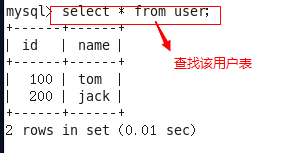 mysql> select * from user;
+------+------+
| id   | name |
+------+------+
|  100 | tom  |
|  200 | jack |
+------+------+
2 rows in set (0.01 sec)
查找该用户表